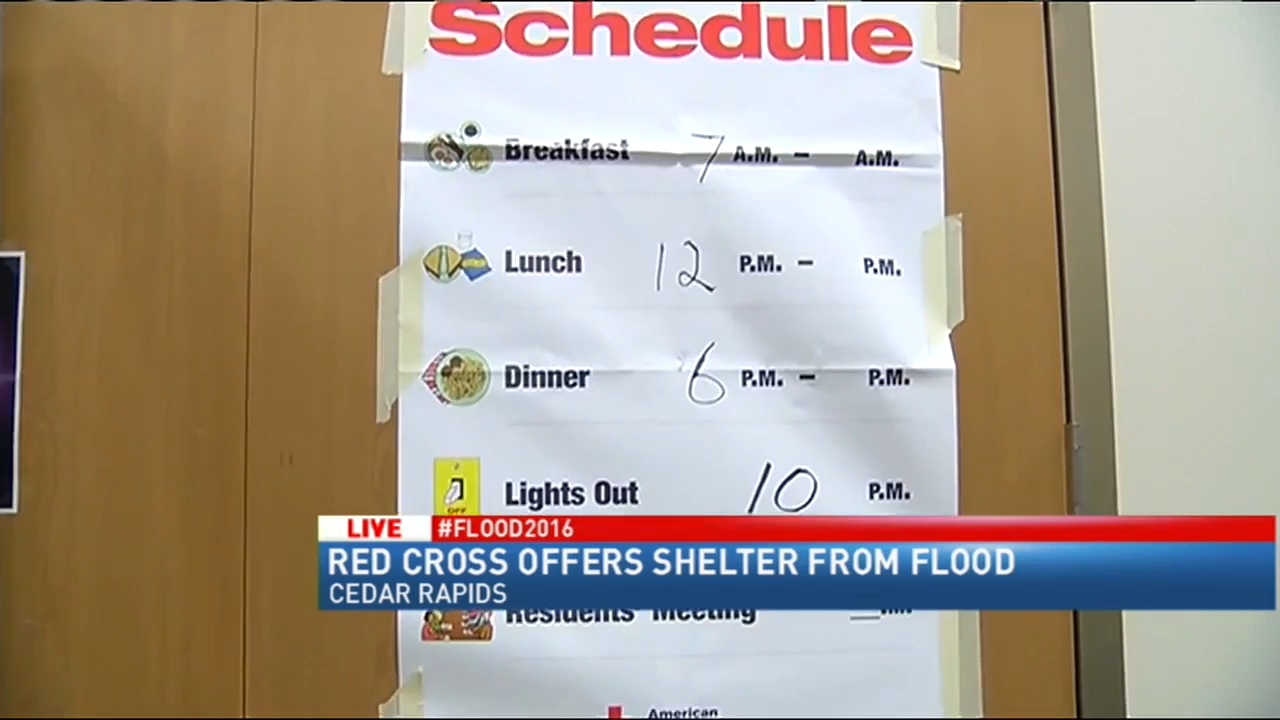 Schedule
Breakfast 7 A.M. – A.M.
Lunch 12 P.M. – P.M.
Dinner 6 P.M. – P.M.
OFF
Lights Out 10 P.M.
LIVE #FLOOD2016
RED CROSS OFFERS SHELTER FROM FLOOD
CEDAR RAPIDS
Residents' Meeting
American